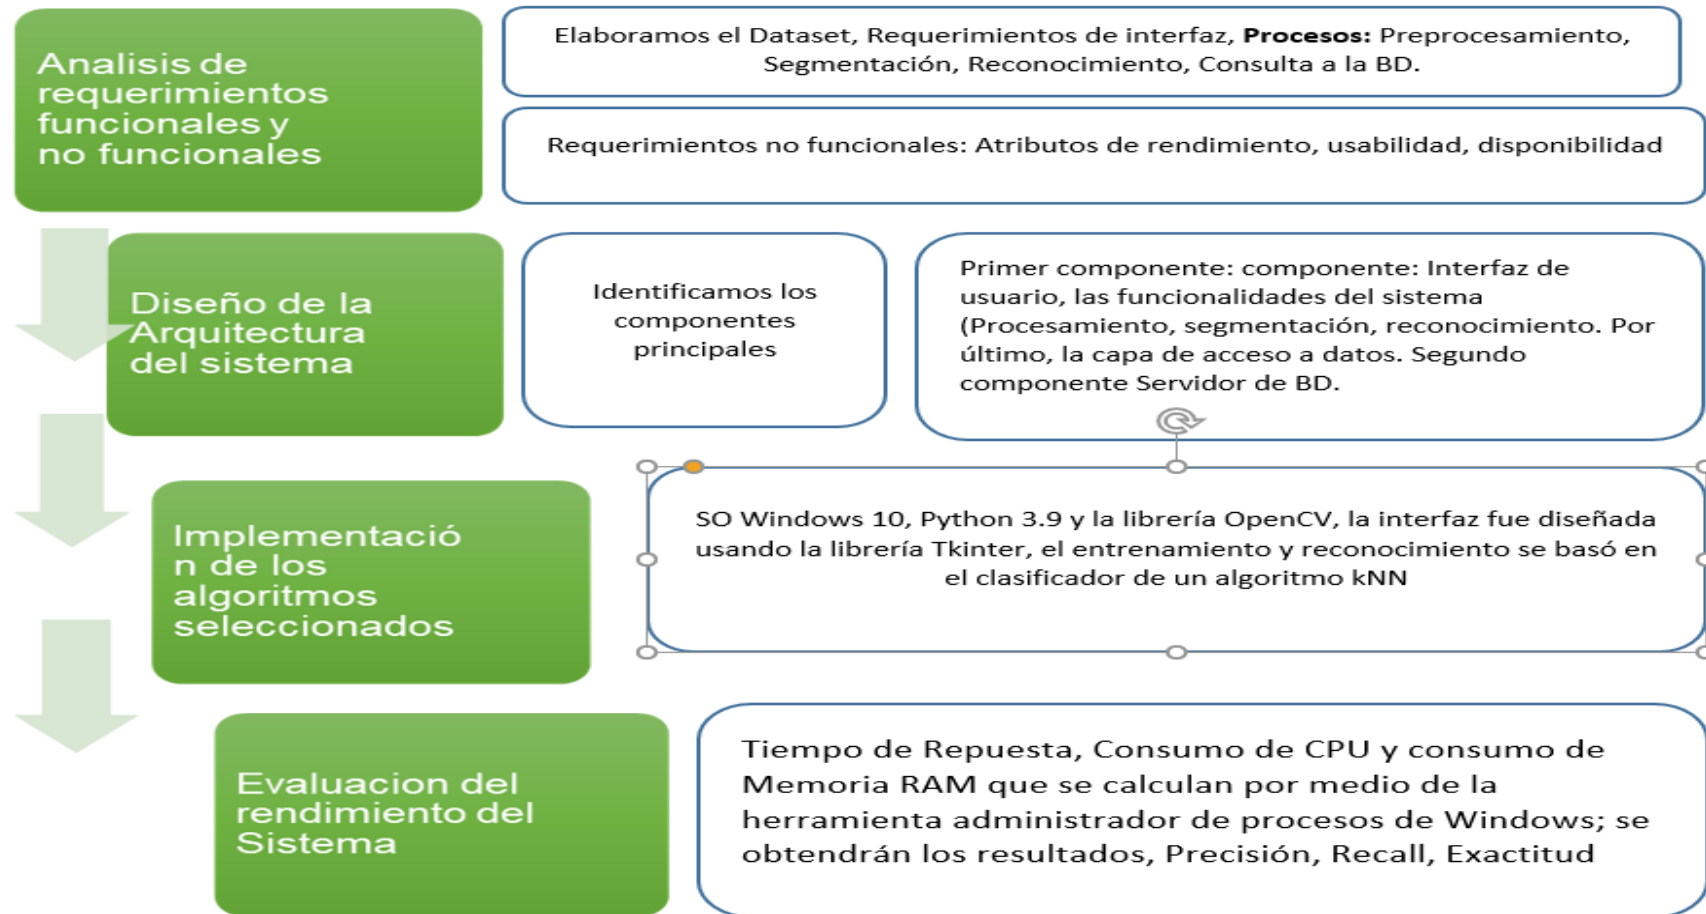 Analisis de
requerimientos
funcionales y
no funcionales
Elaboramos el Dataset, Requerimientos de interfaz, Procesos: Preprocesamiento,
Segmentación, Reconocimiento, Consulta a la BD.
Requerimientos no funcionales: Atributos de rendimiento, usabilidad, disponibilidad
Diseño de la
Arquitectura
del sistema
Identificamos los
componentes
principales
Primer componente: componente: Interfaz de
usuario, las funcionalidades del sistema
(Procesamiento, segmentación, reconocimiento. Por
último, la capa de acceso a datos. Segundo
componente Servidor de BD.
Implementació
n de los
algoritmos
seleccionados
SO Windows 10, Python 3.9 y la librería OpenCV, la interfaz fue diseñada
usando la librería Tkinter, el entrenamiento y reconocimiento se basó en
el clasificador de un algoritmo kNN
Evaluacion del
rendimiento del
Sistema
Tiempo de Repuesta, Consumo de CPU y consumo de
Memoria RAM que se calculan por medio de la
herramienta administrador de procesos de Windows; se
obtendrán los resultados, Precisión, Recall, Exactitud